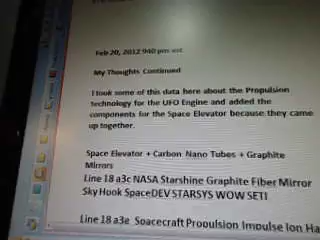 Feb 20, 2012 940 pm est
My Thoughts Continued
I took some of this data here about the Propulsion
technology for the UFO Engine and added the
components for the Space Elevator because they came
up together.
Space Elevator + Carbon Nano Tubes + Graphite
Mirrors
Line 18 a3c NASA Starshine Graphite Fiber Mirror
Sky Hook SpaceDEV STARSYS WOW SETI
Line 18 a3e Spacecraft Propulsion Impulse Ion Ha